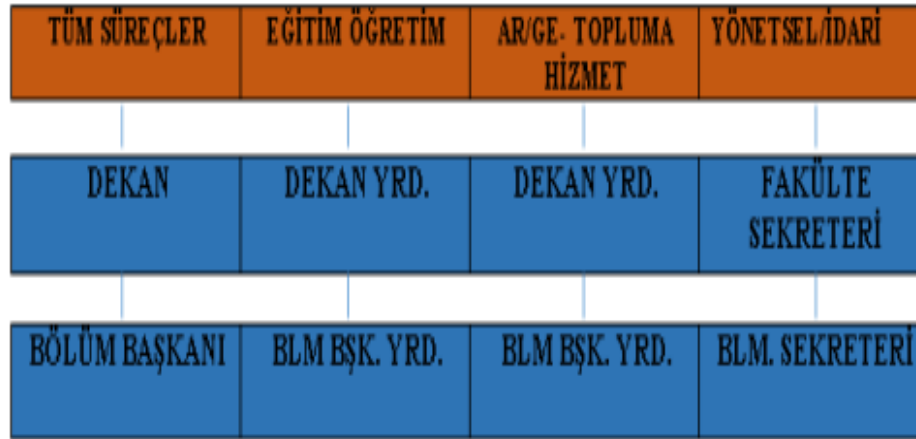 TÜM SÜREÇLER
EĞİTİM ÖĞRETİM
AR/GE- TOPLUMA
HİZMET
YÖNETSEL/İDARİ
DEKAN
DEKAN YRD.
DEKAN YRD.
FAKÜLTE
SEKRETERİ
BÖLÜM BAŞKANI
BLM BŞK. YRD.
BLM BŞK. YRD.
BLM. SEKRETERİ